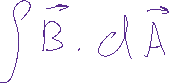 ∫ B⃗ . dA⃗